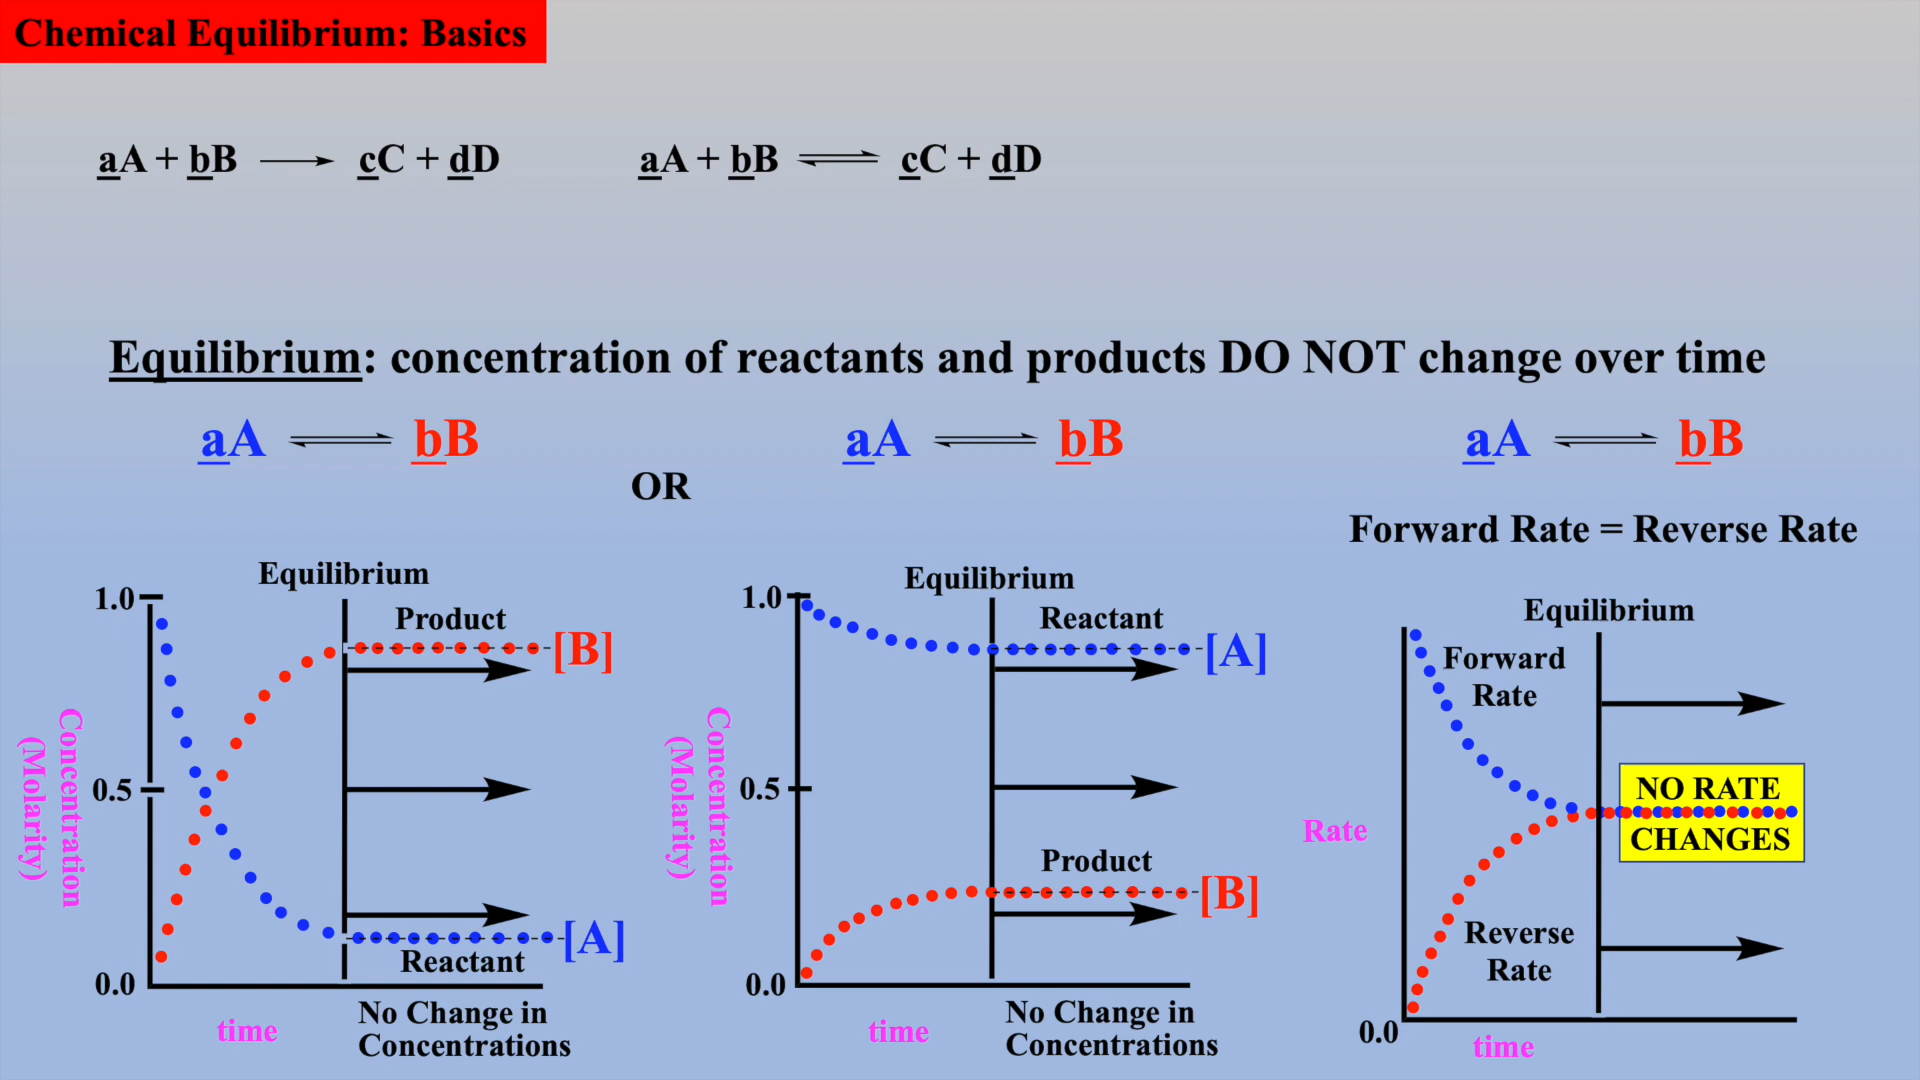 Chemical Equilibrium: Basics
aA + bB ⟶ cC + dD
aA + bB ⇌ cC + dD
Equilibrium: concentration of reactants and products DO NOT change over time
aA ⇌ bB
OR
aA ⇌ bB
aA ⇌ bB
Forward Rate = Reverse Rate
Equilibrium
1.0
Product
[B]
Concentration
(Molarity)
0.5
[A]
Reactant
0.0
time
No Change in
Concentrations
Equilibrium
1.0
Reactant
[A]
Concentration
(Molarity)
0.5
Product
[B]
0.0
time
No Change in
Concentrations
Equilibrium
Forward
Rate
Rate
NO RATE
CHANGES
Reverse
Rate
0.0
time